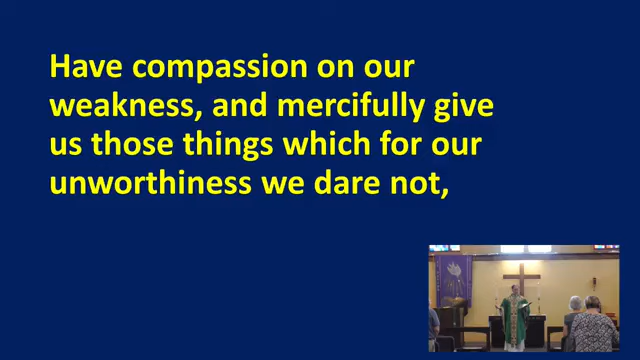 Have compassion on our
weakness, and mercifully give
us those things which for our
unworthiness we dare not,